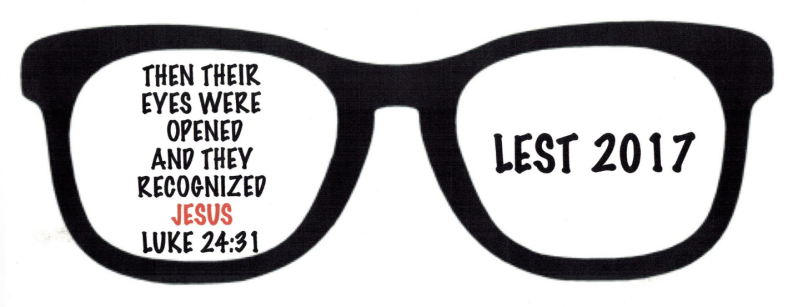 THEN THEIR
EYES WERE
OPENED
AND THEY
RECOGNIZED
JESUS
LUKE 24:31
LEST 2017